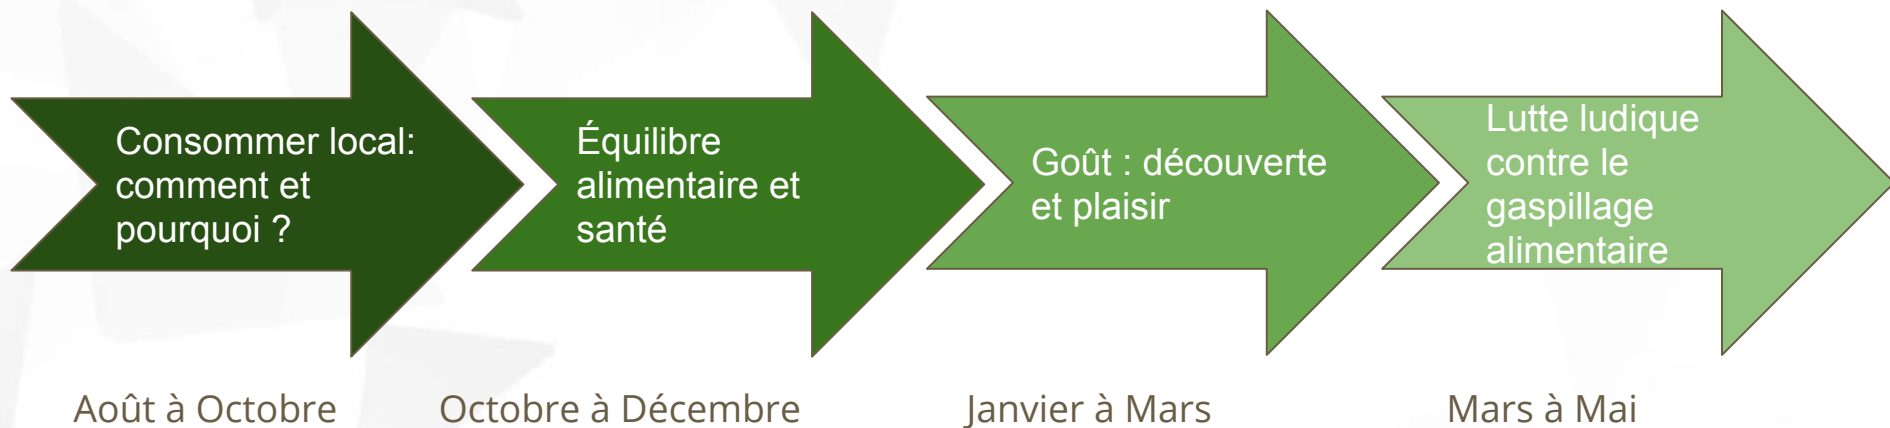 Consommer local:
comment et
pourquoi ?
Équilibre
alimentaire et
santé
Goût : découverte
et plaisir
Lutte ludique
contre le
gaspillage
alimentaire
Août à Octobre
Octobre à Décembre
Janvier à Mars
Mars à Mai